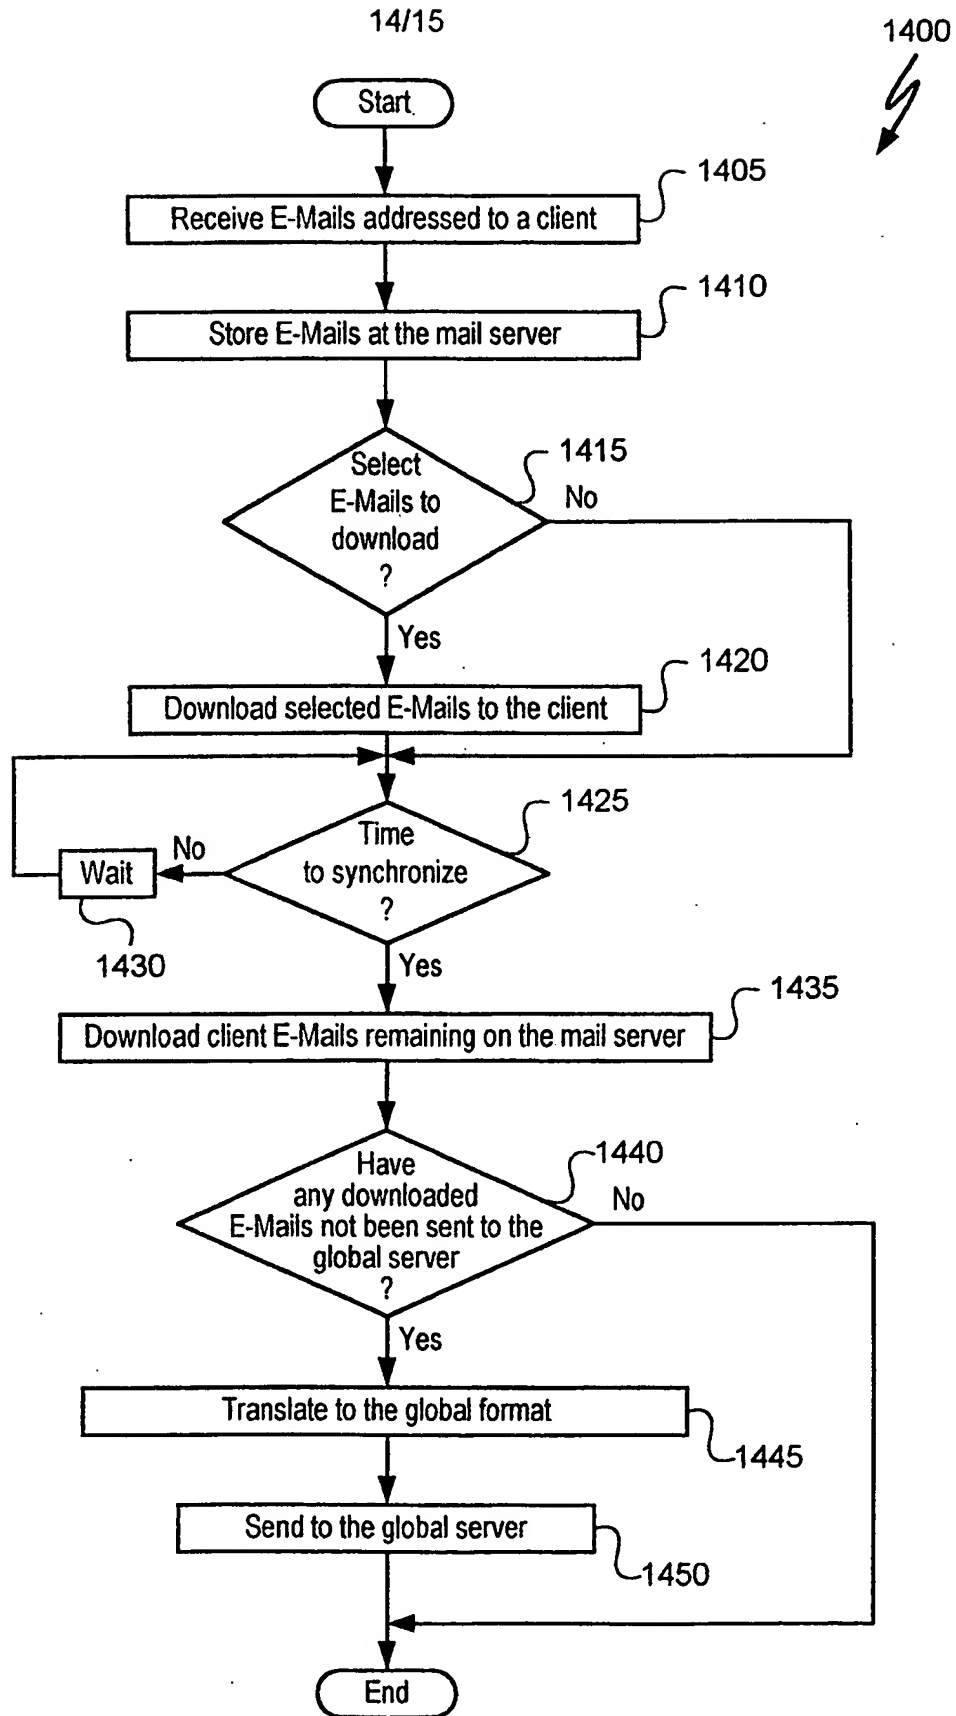 14/15
1400
Start
1405
Receive E-Mails addressed to a client
1410
Store E-Mails at the mail server
1415
Select
E-Mails to
download
?
No
Yes
1420
Download selected E-Mails to the client
1425
Time
to synchronize
?
No
Wait
1430
Yes
1435
Download client E-Mails remaining on the mail server
1440
Have
any downloaded
E-Mails not been sent to the
global server
?
No
Yes
Translate to the global format
1445
Send to the global server
1450
End